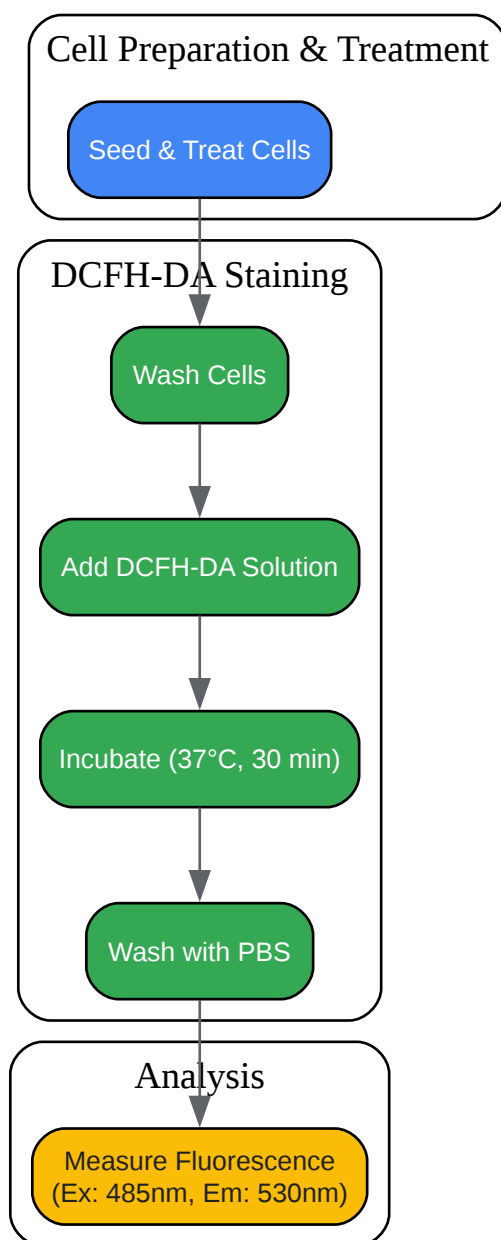 Cell Preparation & Treatment
Seed & Treat Cells
DCFH-DA Staining
Wash Cells
Add DCFH-DA Solution
Incubate (37°C, 30 min)
Wash with PBS
Analysis
Measure Fluorescence
(Ex: 485nm, Em: 530nm)